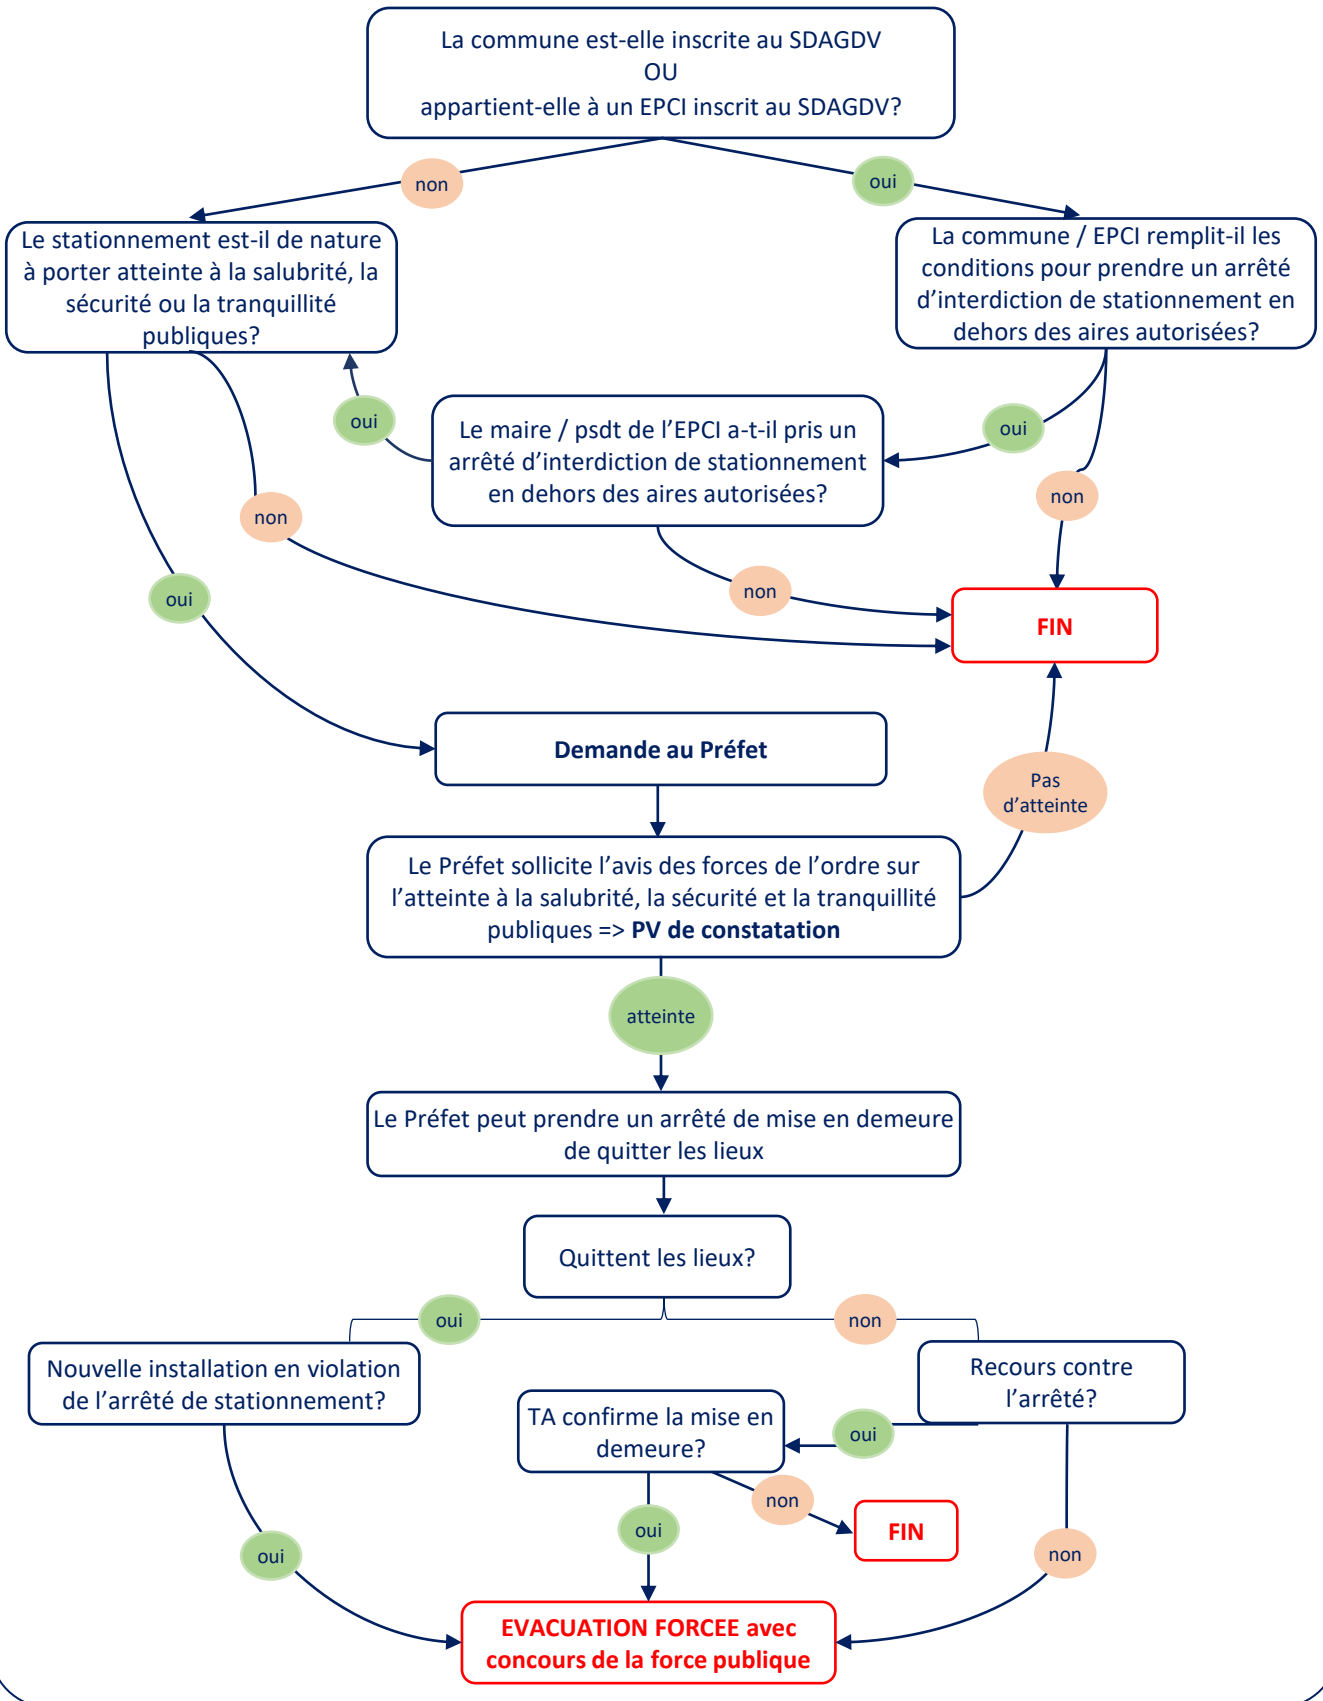 La commune est-elle inscrite au SDAGDV
OU
appartient-elle à un EPCI inscrit au SDAGDV?
non
oui
Le stationnement est-il de nature
à porter atteinte à la salubrité, la
sécurité ou la tranquillité
publiques?
La commune / EPCI remplit-il les
conditions pour prendre un arrêté
d’interdiction de stationnement en
dehors des aires autorisées?
oui
Le maire / psdt de l’EPCI a-t-il pris un
arrêté d’interdiction de stationnement
en dehors des aires autorisées?
oui
non
non
non
oui
FIN
Demande au Préfet
Pas
d’atteinte
Le Préfet sollicite l’avis des forces de l’ordre sur
l’atteinte à la salubrité, la sécurité et la tranquillité
publiques => PV de constatation
atteinte
Le Préfet peut prendre un arrêté de mise en demeure
de quitter les lieux
Quittent les lieux?
oui
non
Nouvelle installation en violation
de l’arrêté de stationnement?
Recours contre
l’arrêté?
TA confirme la mise en
demeure?
oui
non
oui
FIN
oui
non
EVACUATION FORCEE avec
concours de la force publique